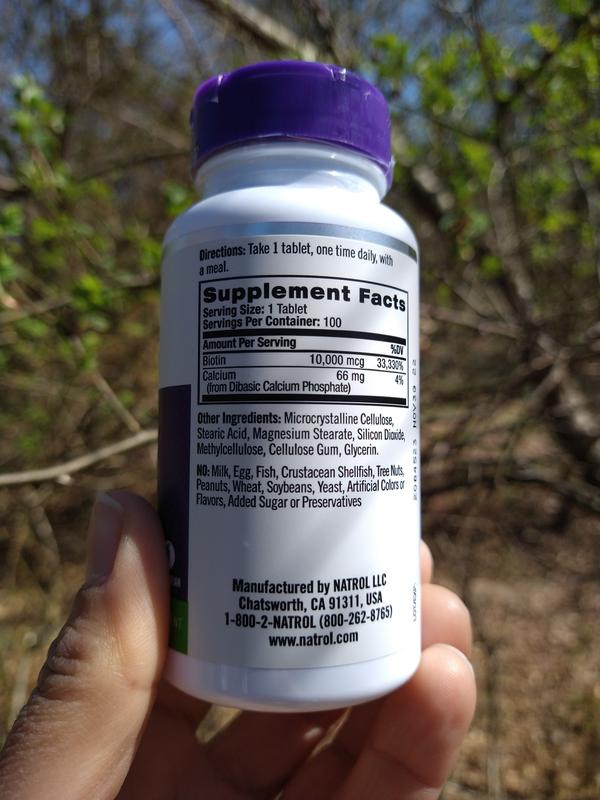 Directions: Take 1 tablet, one time daily, with
a meal.
Supplement Facts
Serving Size: 1 Tablet
Servings Per Container: 100
Amount Per Serving %DV
Biotin 10,000 mcg 33,330%
Calcium 66 mg 4%
(from Dibasic Calcium Phosphate)
Other Ingredients: Microcrystalline Cellulose,
Stearic Acid, Magnesium Stearate, Silicon Dioxide,
Methylcellulose, Cellulose Gum, Glycerin.
NO: Milk, Egg, Fish, Crustacean Shellfish, Tree Nuts,
Peanuts, Wheat, Soybeans, Yeast, Artificial Colors or
Flavors, Added Sugar or Preservatives
Manufactured by NATROL LLC
Chatsworth, CA 91311, USA
1-800-2-NATROL (800-262-8765)
www.natrol.com
2064523 NOV30 22